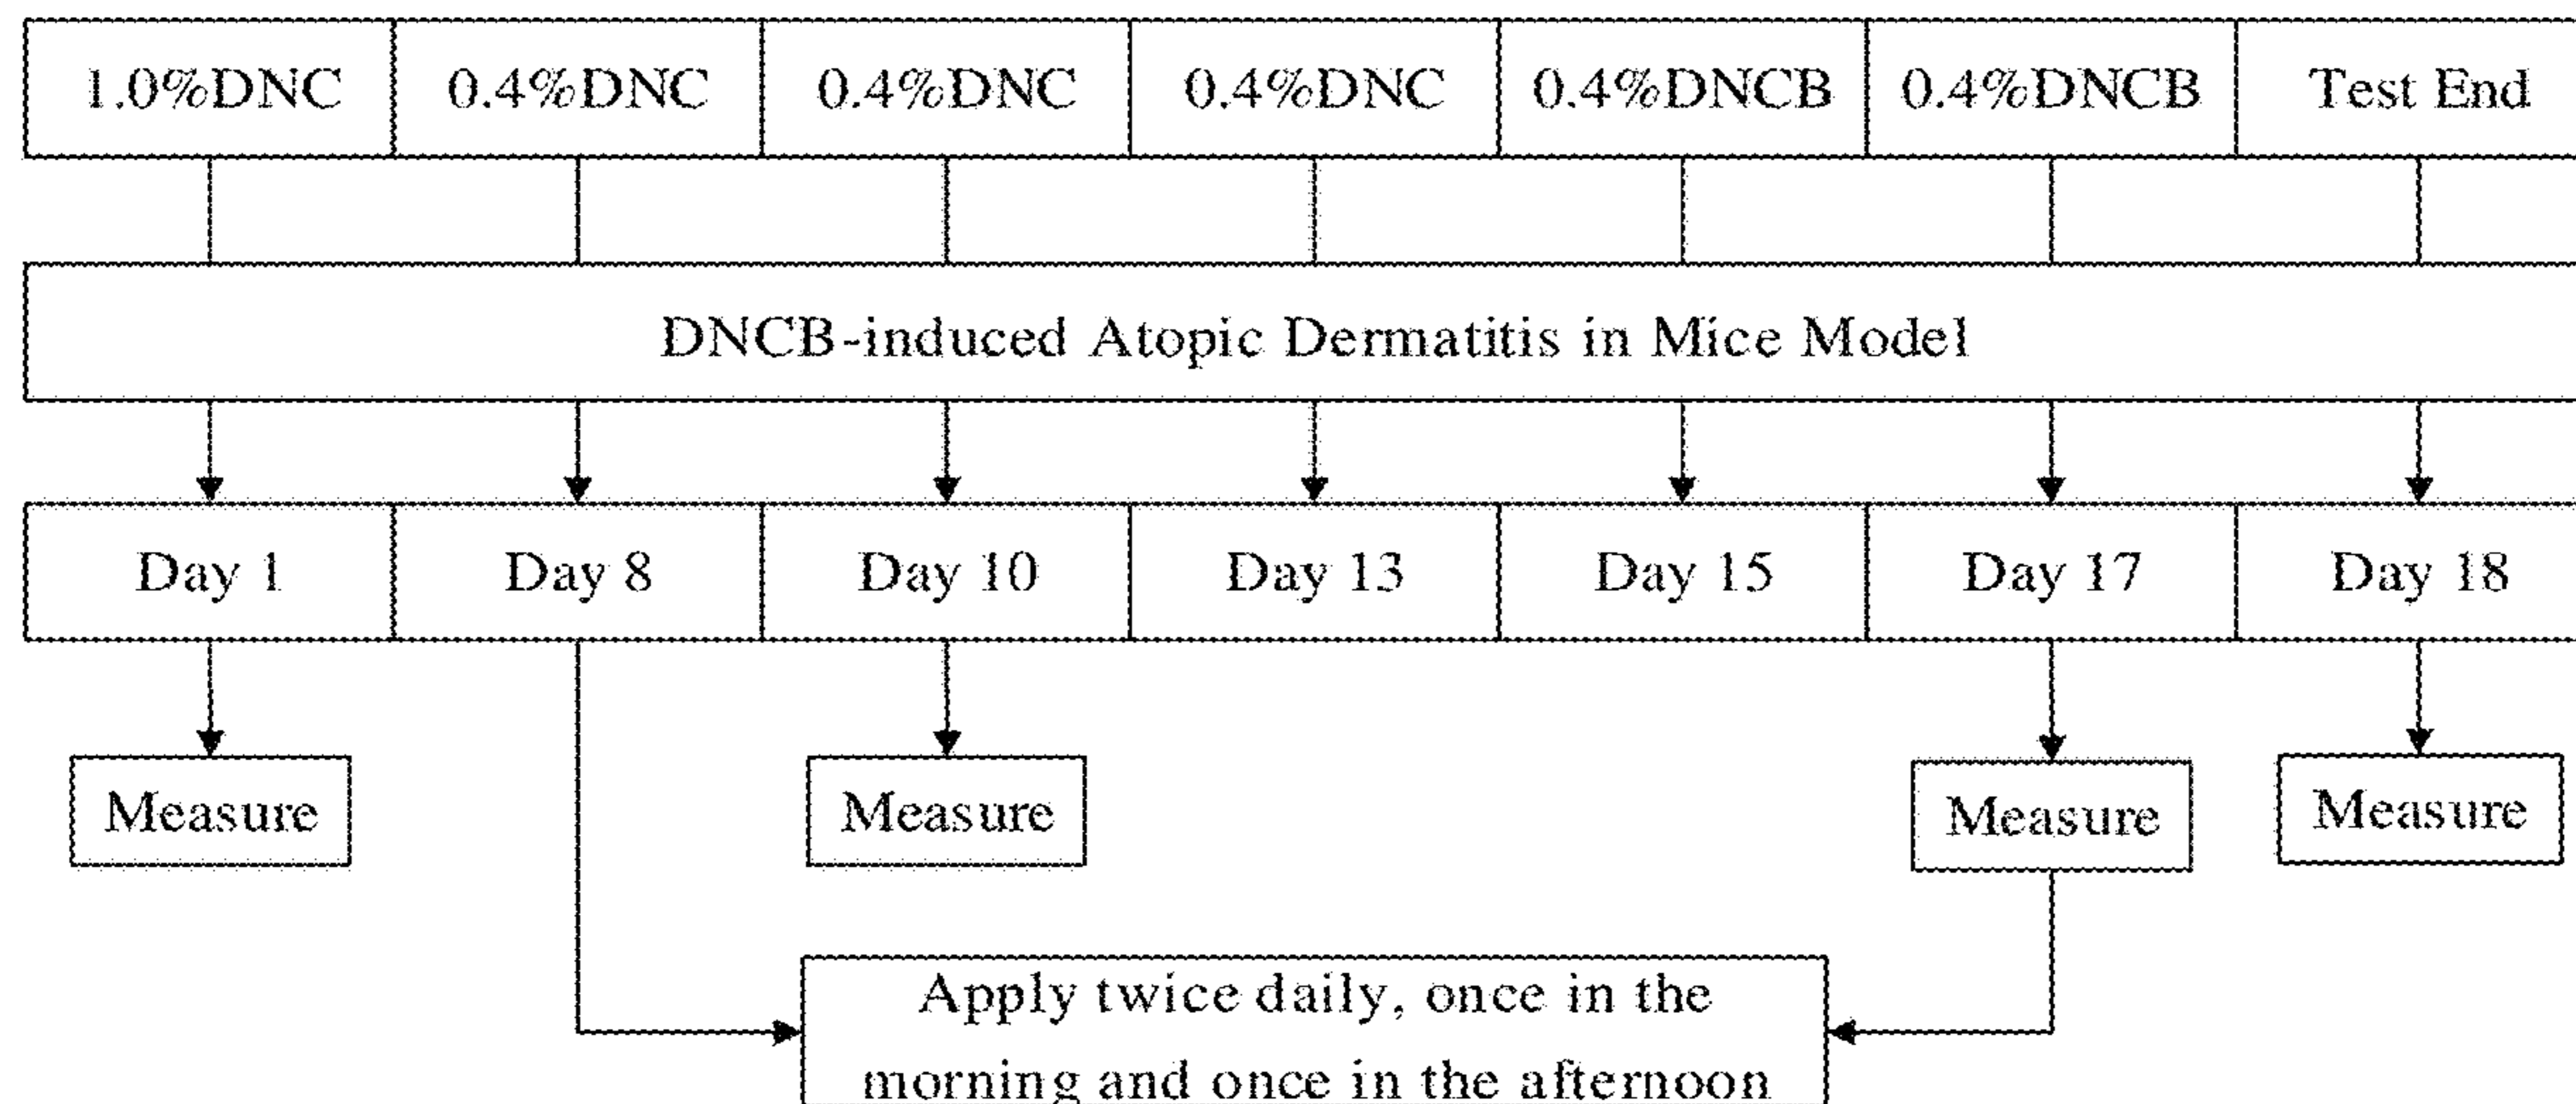 1.0%DNC 0.4%DNC 0.4%DNC 0.4%DNC 0.4%DNCB 0.4%DNCB Test End
DNCB-induced Atopic Dermatitis in Mice Model
Day 1 Day 8 Day 10 Day 13 Day 15 Day 17 Day 18
Measure Measure Measure Measure
Apply twice daily, once in the
morning and once in the afternoon